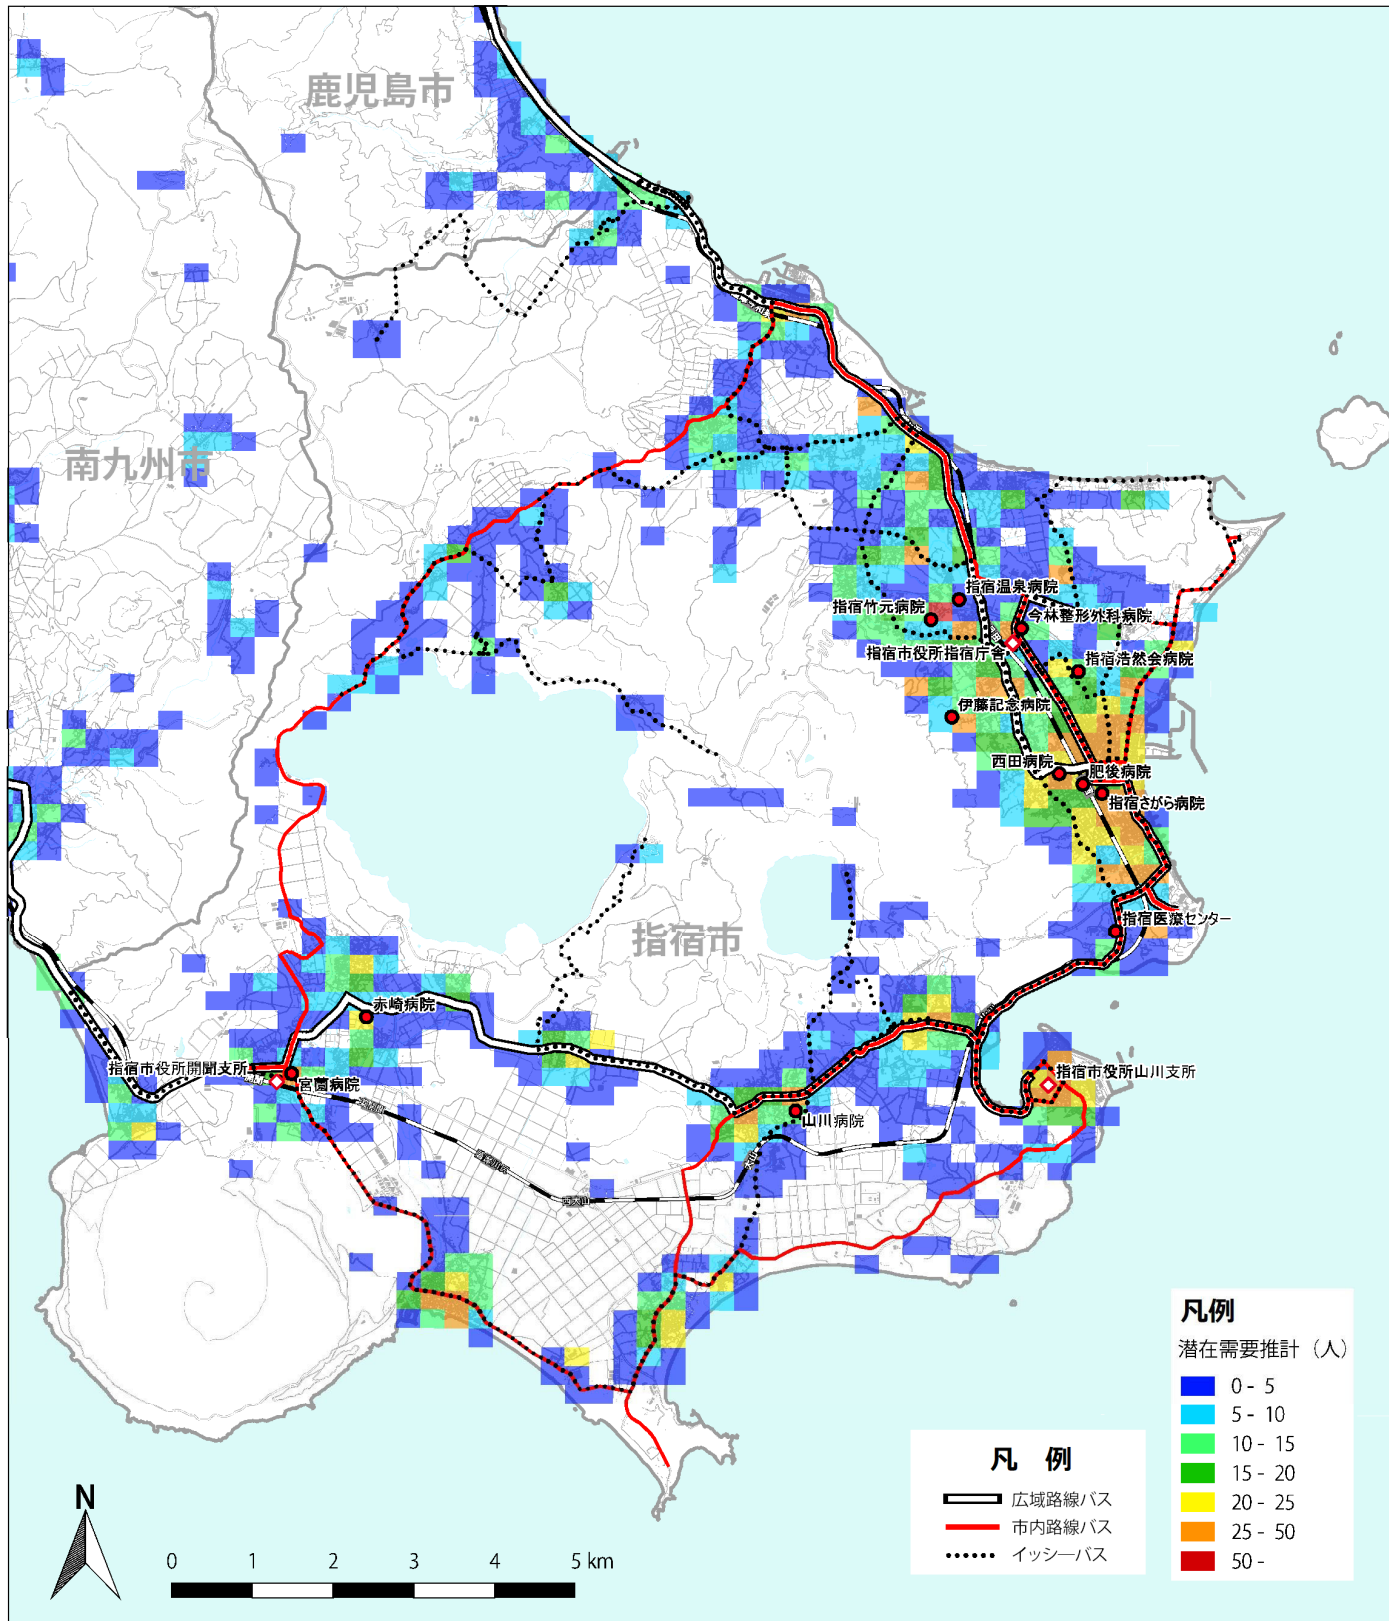 鹿児島市
南九州市
指宿温泉病院
指宿竹元病院
今林整形外科病院
指宿市役所指宿庁舎
指宿浩然会病院
伊藤記念病院
西田病院
肥後病院
指宿さがら病院
指宿医療センター
指宿市
赤崎病院
指宿市役所開聞支所
宮薗病院
指宿市役所山川支所
山川病院
大山
西大山
凡例
潜在需要推計（人）
0 - 5
5 - 10
10 - 15
15 - 20
20 - 25
25 - 50
50 -
凡 例
広域路線バス
市内路線バス
イッシーバス
N
0 1 2 3 4 5 km